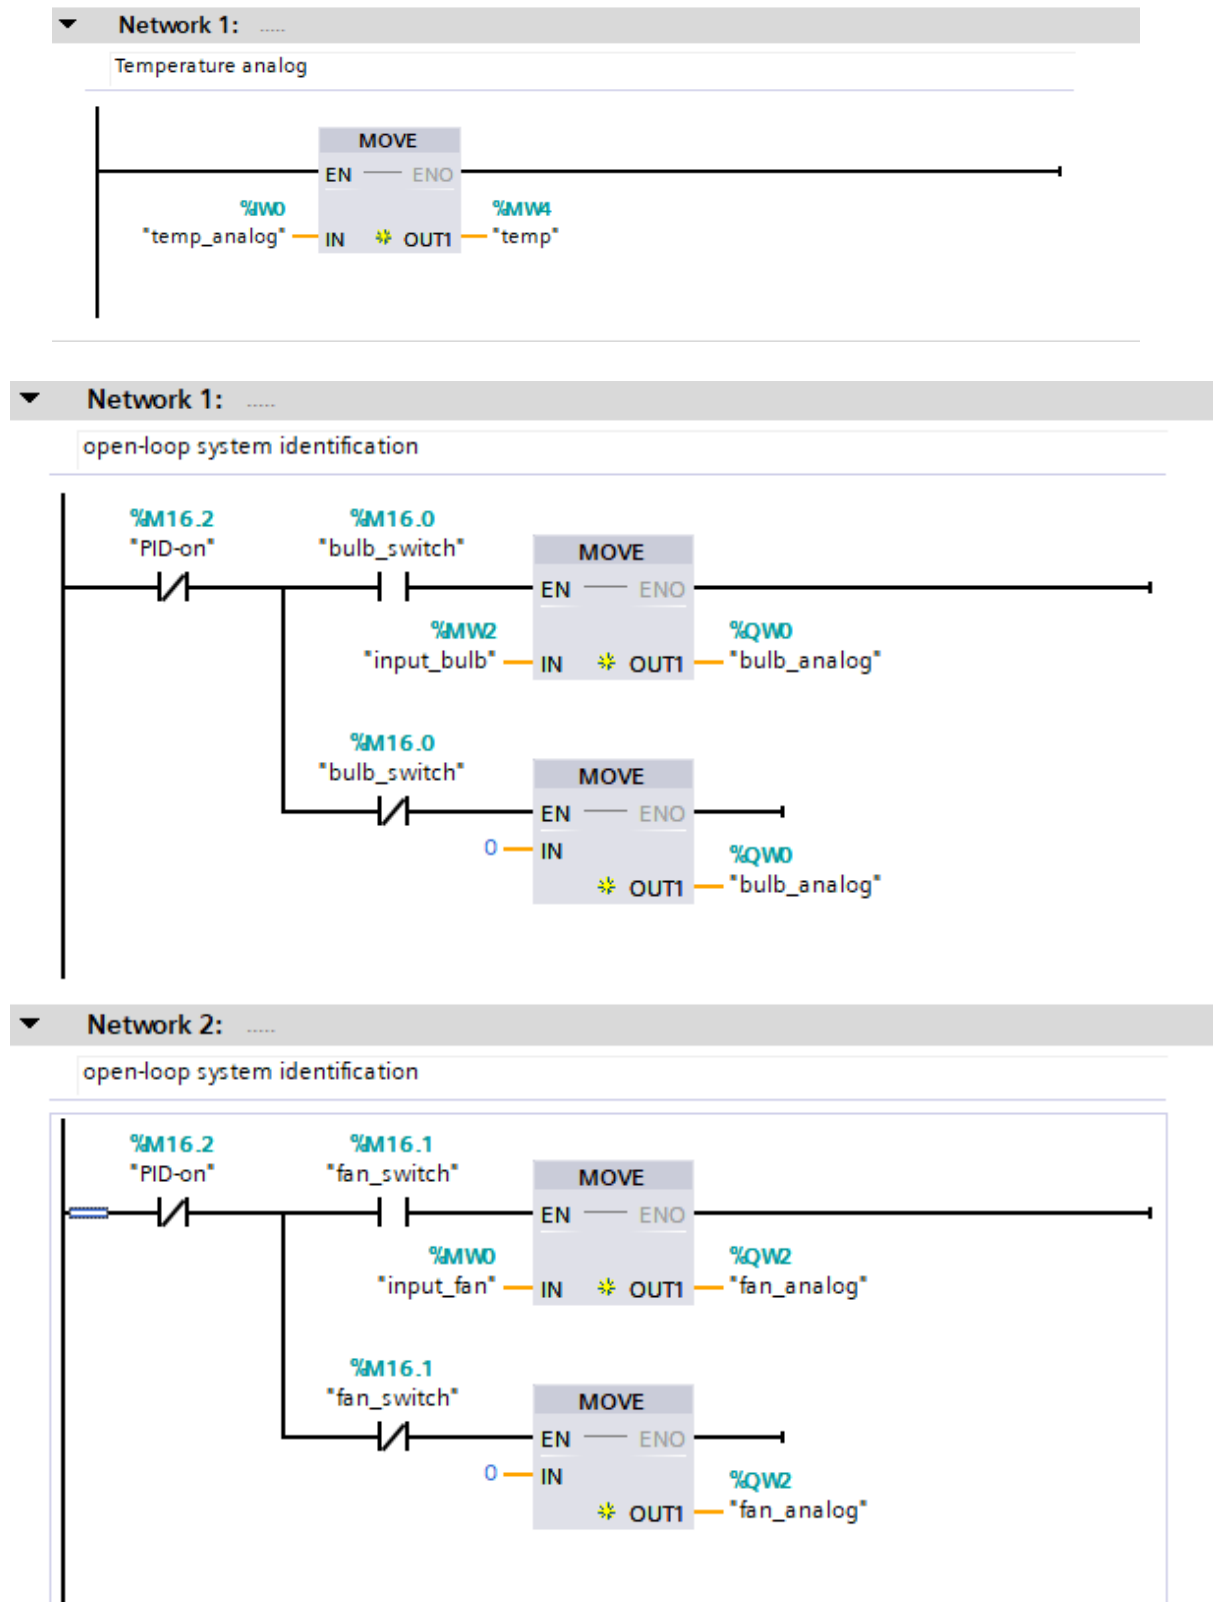 Network 1: .....
Temperature analog
MOVE
EN ENO
%IW0 %MW4
"temp_analog" IN OUT1 "temp"
Network 1: .....
open-loop system identification
%M16.2 %M16.0
"PID-on" "bulb_switch" MOVE
EN ENO
%MW2 %QW0
"input_bulb" IN OUT1 "bulb_analog"
%M16.0
"bulb_switch" MOVE
EN ENO
0 IN %QW0
OUT1 "bulb_analog"
Network 2: .....
open-loop system identification
%M16.2 %M16.1
"PID-on" "fan_switch" MOVE
EN ENO
%MW0 %QW2
"input_fan" IN OUT1 "fan_analog"
%M16.1
"fan_switch" MOVE
EN ENO
0 IN %QW2
OUT1 "fan_analog"